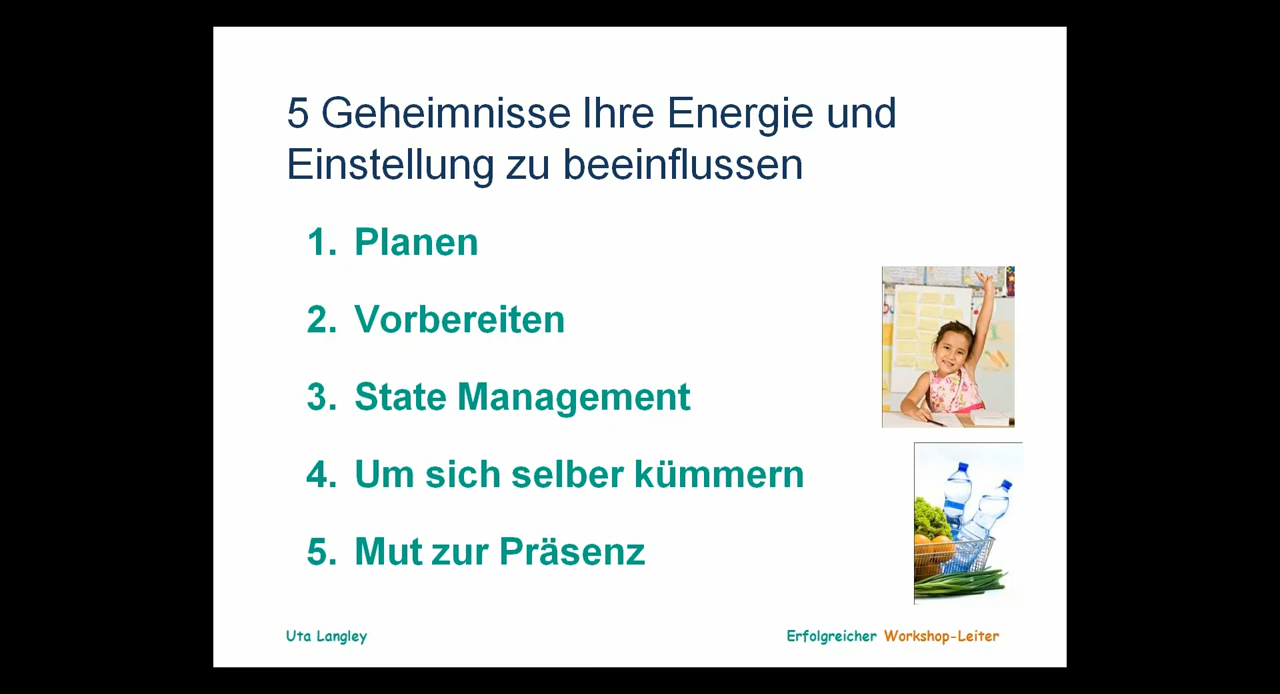 5 Geheimnisse Ihre Energie und
Einstellung zu beeinflussen
1. Planen
2. Vorbereiten
3. State Management
4. Um sich selber kümmern
5. Mut zur Präsenz
Uta Langley
Erfolgreicher Workshop-Leiter